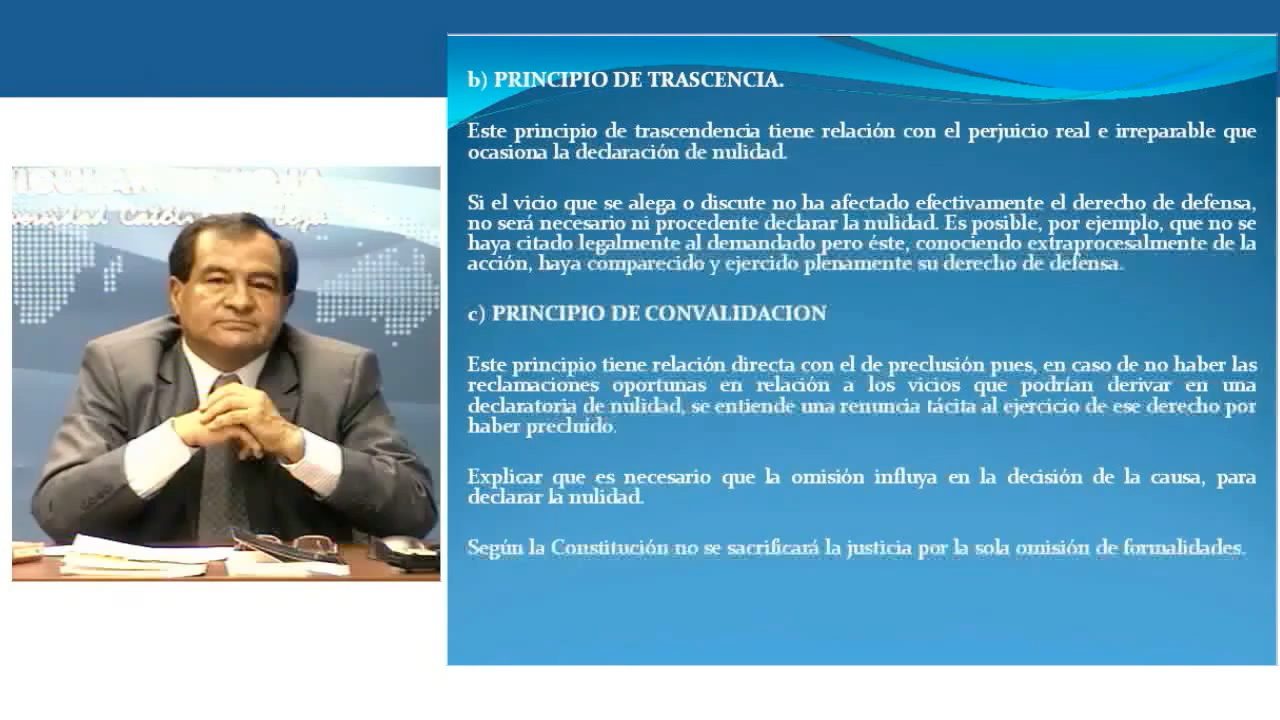 b) PRINCIPIO DE TRASCENCIA.
Este principio de trascendencia tiene relación con el perjuicio real e irreparable que
ocasiona la declaración de nulidad.
Si el vicio que se alega o discute no ha afectado efectivamente el derecho de defensa,
no será necesario ni procedente declarar la nulidad. Es posible, por ejemplo, que no se
haya citado legalmente al demandado pero éste, conociendo extraprocesalmente de la
acción, haya comparecido y ejercido plenamente su derecho de defensa.
c) PRINCIPIO DE CONVALIDACION
Este principio tiene relación directa con el de preclusión pues, en caso de no haber las
reclamaciones oportunas en relación a los vicios que podrían derivar en una
declaratoria de nulidad, se entiende una renuncia tácita al ejercicio de ese derecho por
haber precluído.
Explicar que es necesario que la omisión influya en la decisión de la causa, para
declarar la nulidad.
Según la Constitución no se sacrificará la justicia por la sola omisión de formalidades.